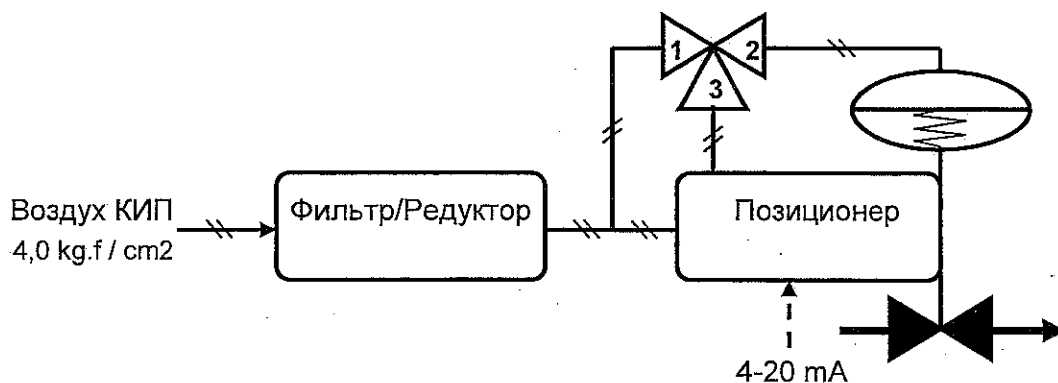 1
2
3
Воздух КИП
4,0 kg.f / cm2
Фильтр/Редуктор
Позиционер
4-20 mA